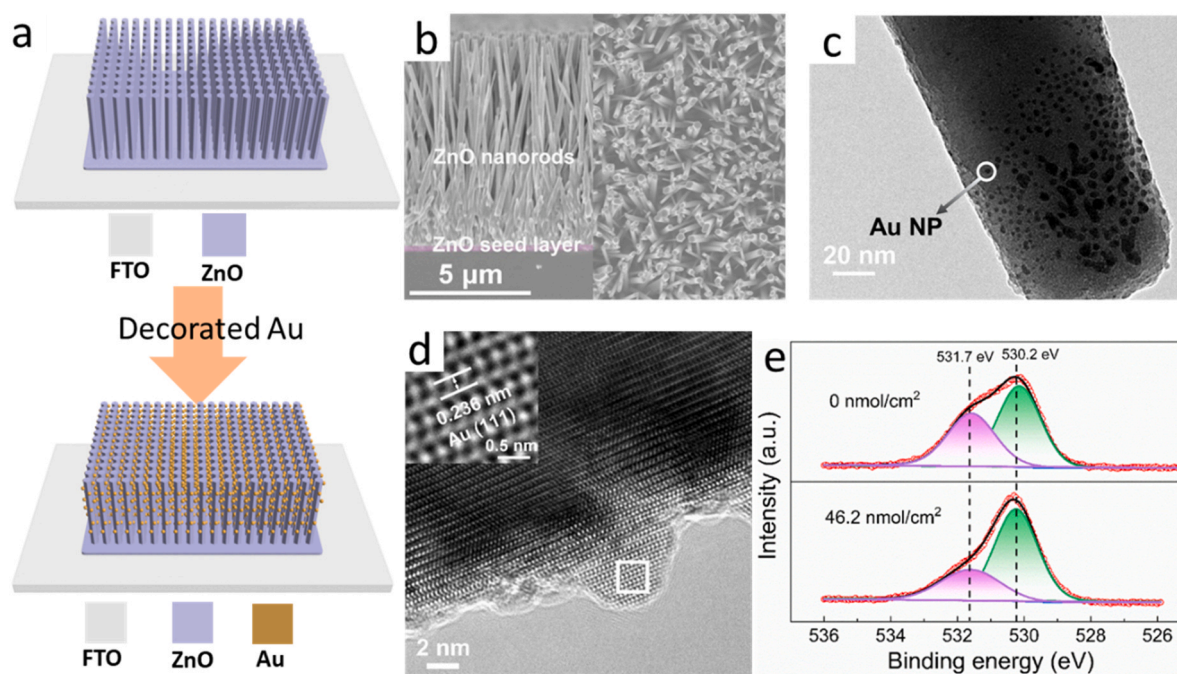 a
FTO
ZnO
Decorated Au
FTO
ZnO
Au
b
ZnO nanorods
ZnO seed layer
5 μm
c
Au NP
20 nm
d
0.236 nm
Au (111)
0.5 nm
2 nm
e
531.7 eV
530.2 eV
0 nmol/cm²
46.2 nmol/cm²
Intensity (a.u.)
536 534 532 530 528 526
Binding energy (eV)